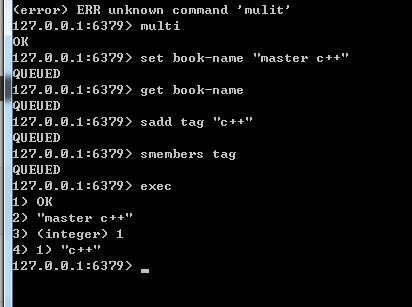 (error) ERR unknown command 'mulit'
127.0.0.1:6379> multi
OK
127.0.0.1:6379> set book-name "master c++"
QUEUED
127.0.0.1:6379> get book-name
QUEUED
127.0.0.1:6379> sadd tag "c++"
QUEUED
127.0.0.1:6379> smembers tag
QUEUED
127.0.0.1:6379> exec
1) OK
2) "master c++"
3) (integer) 1
4) 1) "c++"
127.0.0.1:6379>